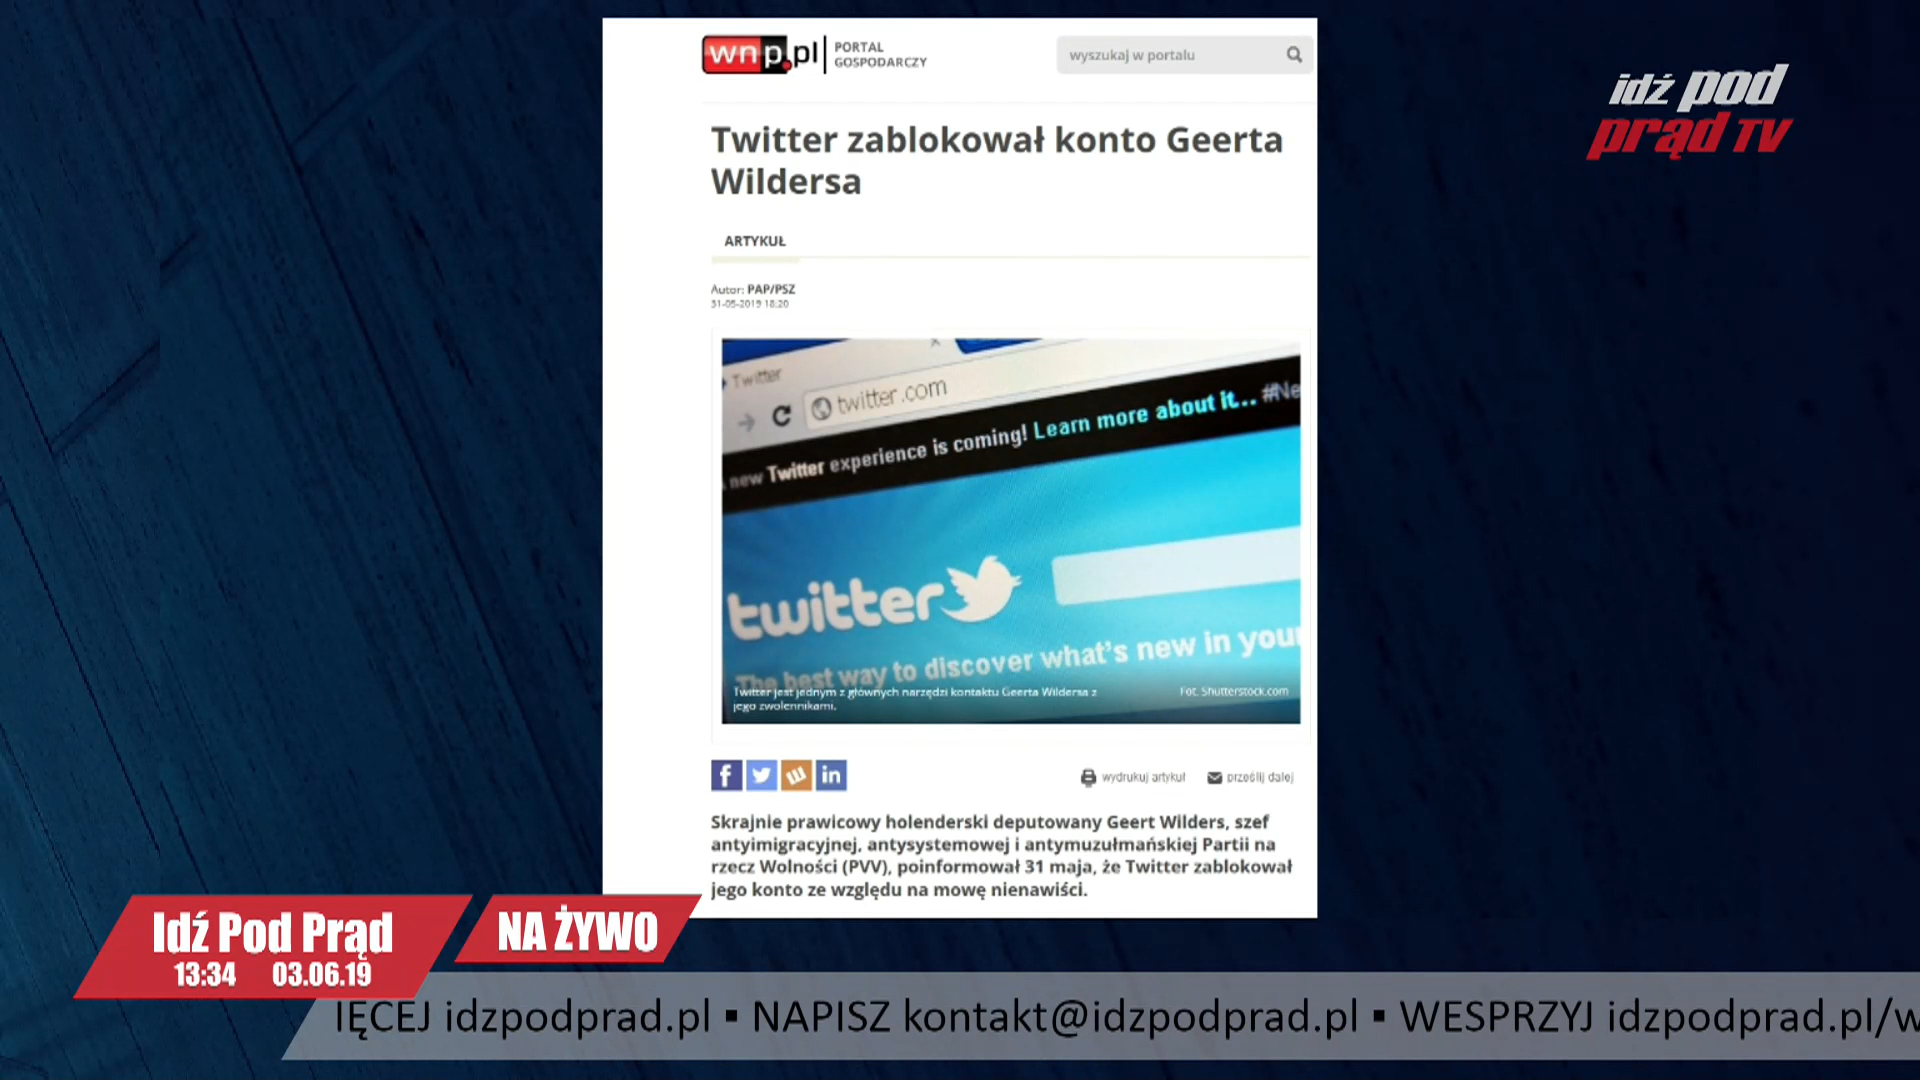 wnp.pl
PORTAL
GOSPODARCZY
wyszukaj w portalu
idź pod
prąd TV
Twitter zablokował konto Geerta
Wildersa
ARTYKUŁ
Autor: PAP/PSZ
31-05-2019 18:20
Twitter
twitter.com
new Twitter experience is coming! Learn more about it... #Ne
twitter
The best way to discover what's new in your
Twitter jest jednym z głównych narzędzi kontaktu Geerta Wildersa z
jego zwolennikami.
Fot. Shutterstock.com
wydrukuj artykuł
prześlij dalej
Skrajnie prawicowy holenderski deputowany Geert Wilders, szef
antyimigracyjnej, antysystemowej i antymuzułmańskiej Partii na
rzecz Wolności (PVV), poinformował 31 maja, że Twitter zablokował
jego konto ze względu na mowę nienawiści.
Idź Pod Prąd
13:34 03.06.19
NA ŻYWO
IĘCEJ idzpodprad.pl ▪ NAPISZ kontakt@idzpodprad.pl ▪ WESPRZYJ idzpodprad.pl/w